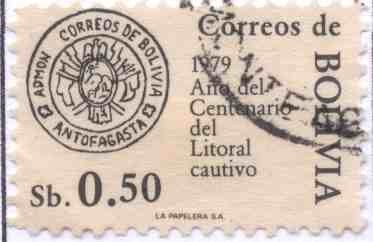 ADMON CORREOS DE BOLIVIA
ANTOFAGASTA
Correos de
BOLIVIA
1979
Año del
Centenario
del
Litoral
cautivo
Sb. 0.50
LA PAPELERA S.A.